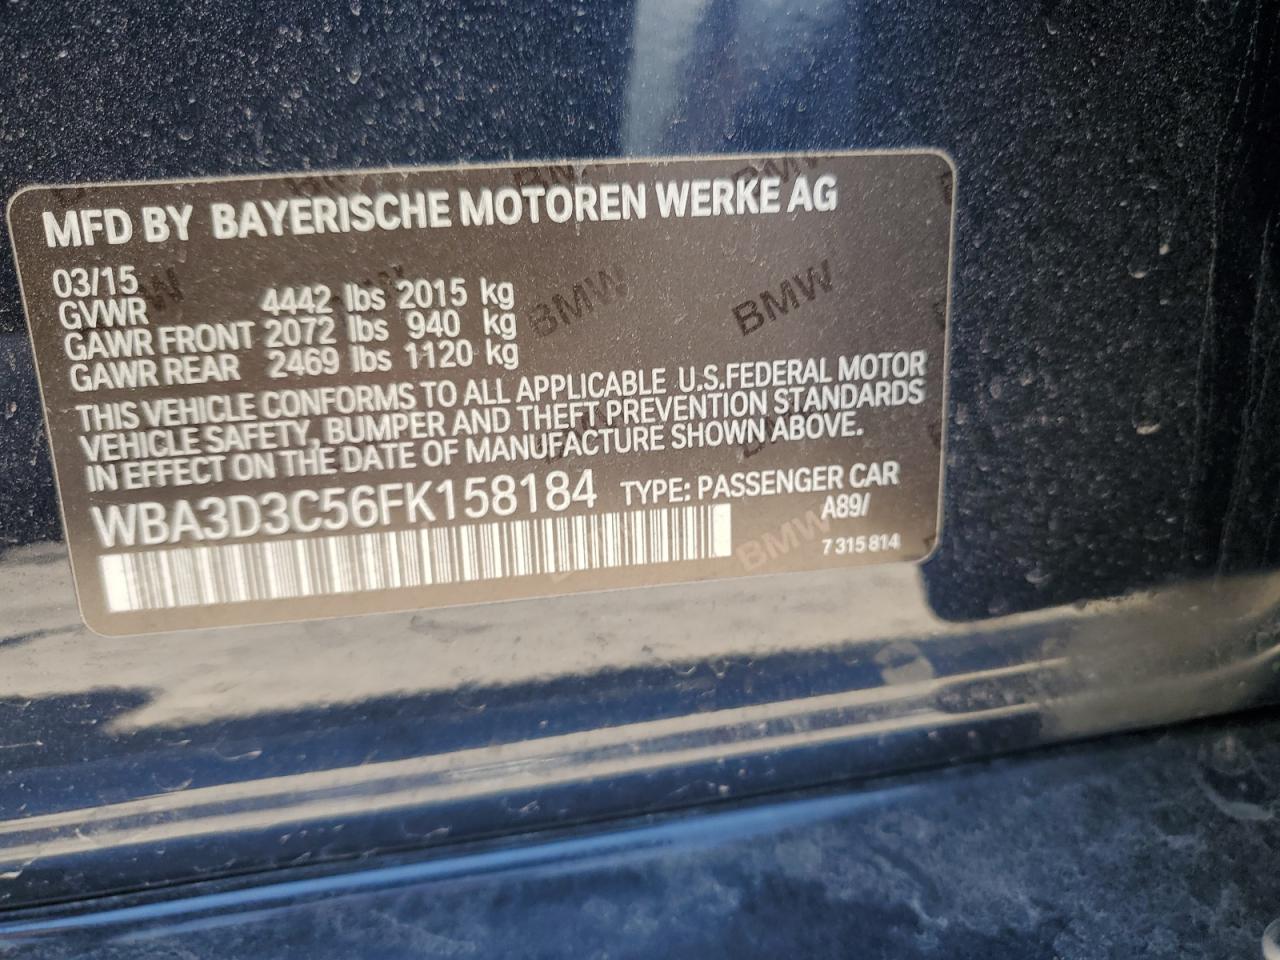 MFD BY BAYERISCHE MOTOREN WERKE AG
03/15
GVWR 4442 lbs 2015 kg
GAWR FRONT 2072 lbs 940 kg
GAWR REAR 2469 lbs 1120 kg
THIS VEHICLE CONFORMS TO ALL APPLICABLE U.S.FEDERAL MOTOR
VEHICLE SAFETY, BUMPER AND THEFT PREVENTION STANDARDS
IN EFFECT ON THE DATE OF MANUFACTURE SHOWN ABOVE.
WBA3D3C56FK158184 TYPE: PASSENGER CAR
A89/
7 315 814
BMW
BMW
BMW